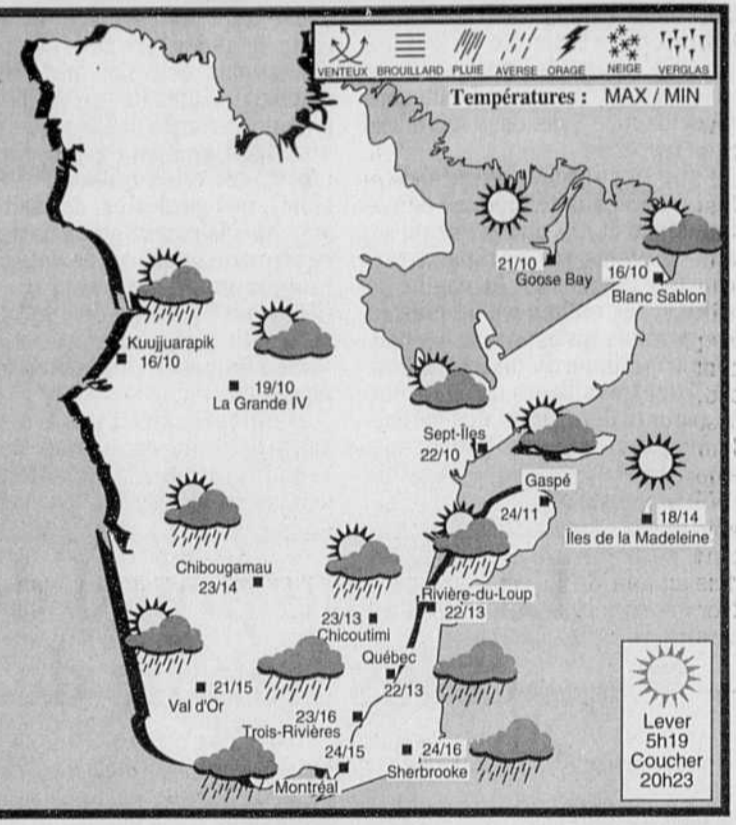 VENTEUX BROUILLARD PLUIE AVERSE ORAGE NEIGE VERGLAS
Températures : MAX / MIN
21/10
Goose Bay
16/10
Blanc Sablon
Kuujjuarapik
16/10
19/10
La Grande IV
Sept-Îles
22/10
Gaspé
24/11
18/14
Îles de la Madeleine
Chibougamau
23/14
Rivière-du-Loup
22/13
23/13
Chicoutimi
Québec
22/13
21/15
Val d'Or
23/16
Trois-Rivières
24/15
Montréal
24/16
Sherbrooke
Lever
5h19
Coucher
20h23